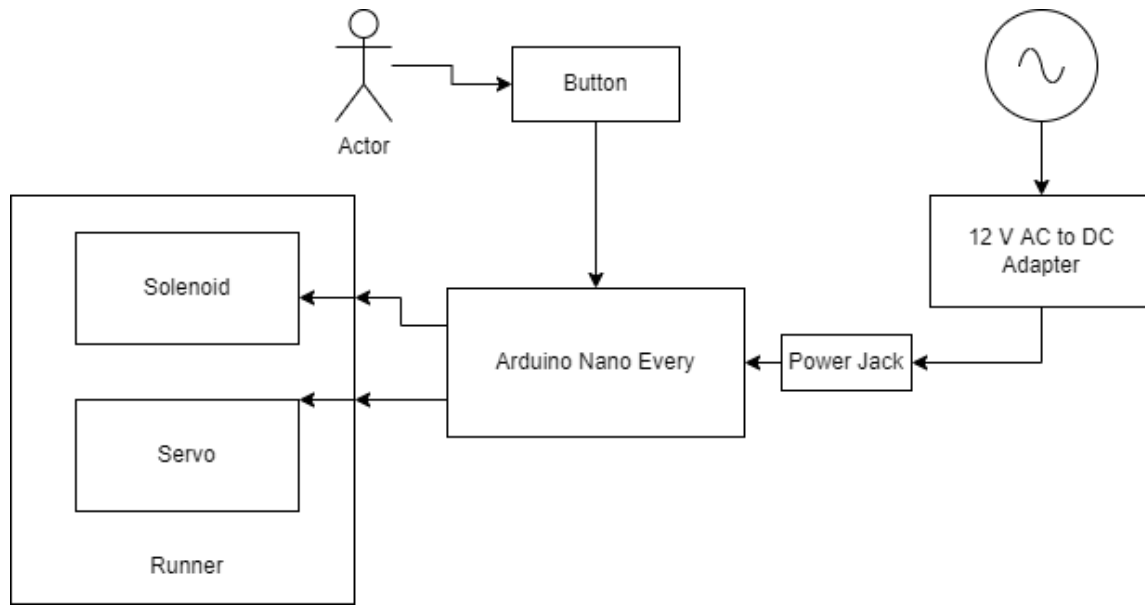 Button
Actor
12 V AC to DC
Adapter
Solenoid
Arduino Nano Every
Power Jack
Servo
Runner